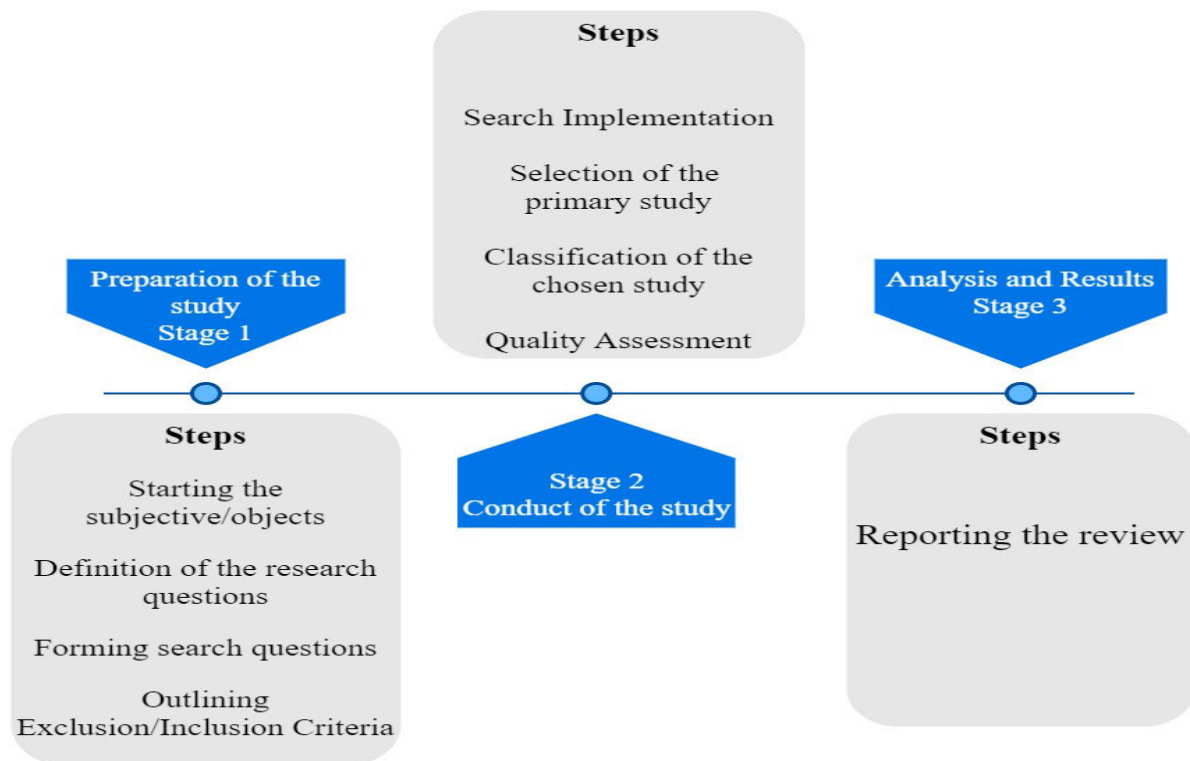 Preparation of the
study
Stage 1
Steps
Starting the
subjective/objects
Definition of the research
questions
Forming search questions
Outlining
Exclusion/Inclusion Criteria
Steps
Search Implementation
Selection of the
primary study
Classification of the
chosen study
Quality Assessment
Stage 2
Conduct of the study
Analysis and Results
Stage 3
Steps
Reporting the review